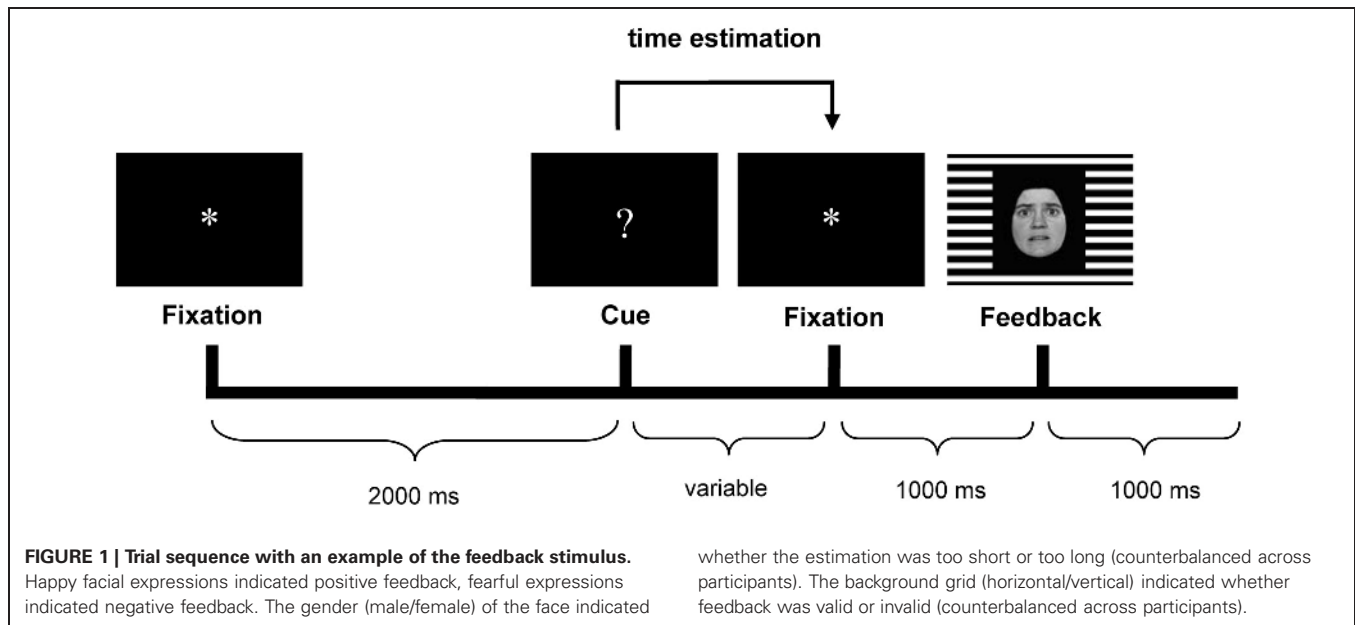 time estimation
*
?
*
Fixation
Cue
Fixation
Feedback
2000 ms
variable
1000 ms
1000 ms
FIGURE 1 | Trial sequence with an example of the feedback stimulus.
Happy facial expressions indicated positive feedback, fearful expressions
indicated negative feedback. The gender (male/female) of the face indicated
whether the estimation was too short or too long (counterbalanced across
participants). The background grid (horizontal/vertical) indicated whether
feedback was valid or invalid (counterbalanced across participants).